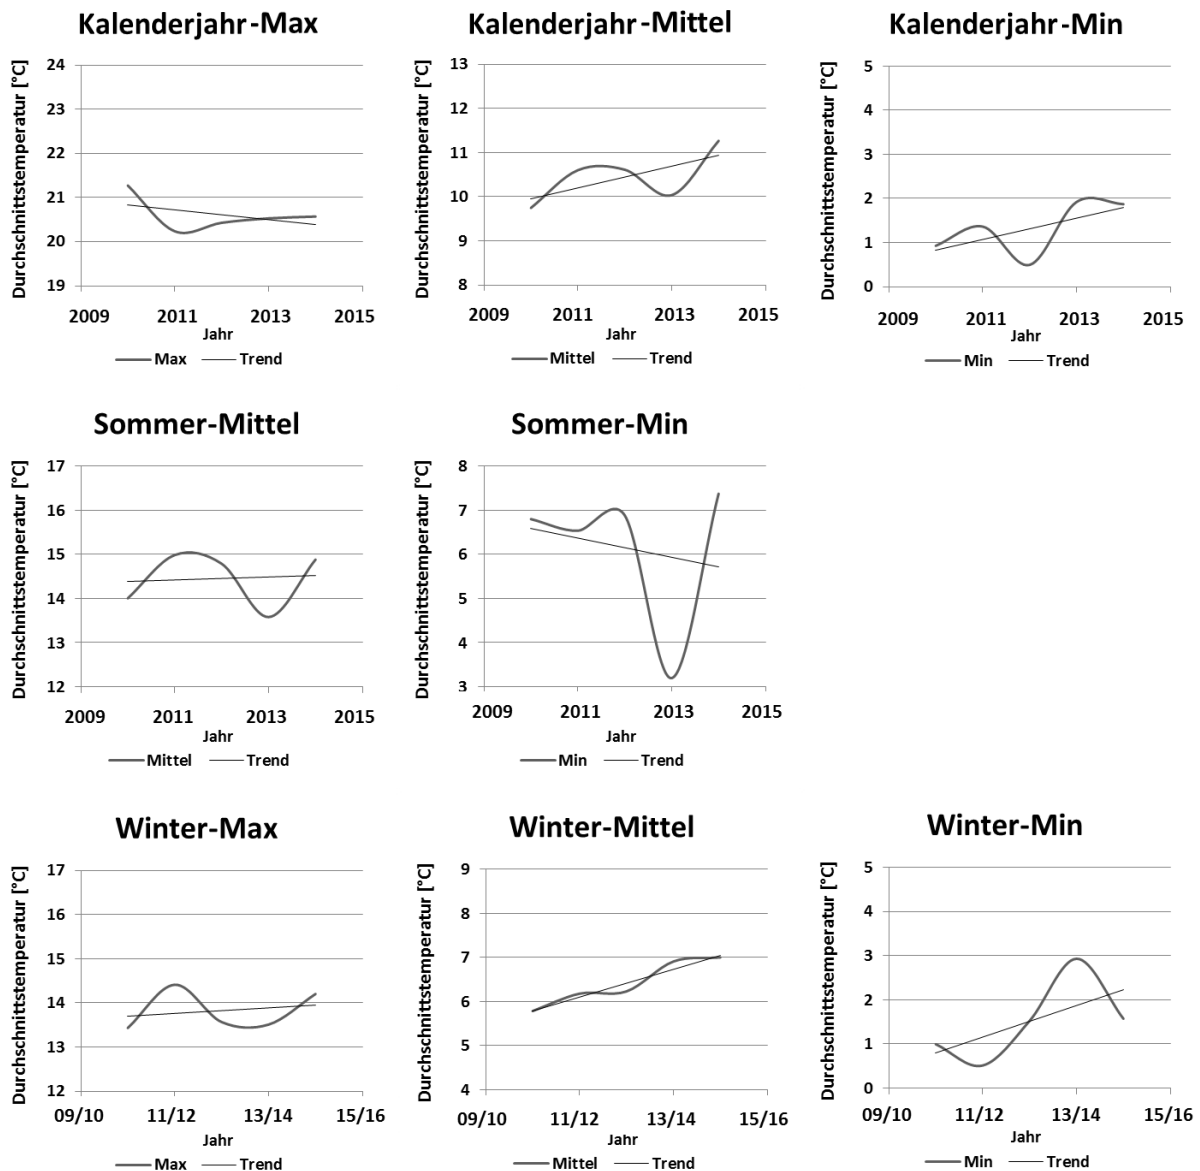 Kalenderjahr-Max
Durchschnittstemperatur [°C]
24
23
22
21
20
19
2009 2011 2013 2015
Jahr
Max Trend
Kalenderjahr-Mittel
Durchschnittstemperatur [°C]
13
12
11
10
9
8
2009 2011 2013 2015
Jahr
Mittel Trend
Kalenderjahr-Min
Durchschnittstemperatur [°C]
5
4
3
2
1
0
2009 2011 2013 2015
Jahr
Min Trend
Sommer-Mittel
Durchschnittstemperatur [°C]
17
16
15
14
13
12
2009 2011 2013 2015
Jahr
Mittel Trend
Sommer-Min
Durchschnittstemperatur [°C]
8
7
6
5
4
3
2009 2011 2013 2015
Jahr
Min Trend
Winter-Max
Durchschnittstemperatur [°C]
17
16
15
14
13
12
09/10 11/12 13/14 15/16
Jahr
Max Trend
Winter-Mittel
Durchschnittstemperatur [°C]
9
8
7
6
5
4
09/10 11/12 13/14 15/16
Jahr
Mittel Trend
Winter-Min
Durchschnittstemperatur [°C]
5
4
3
2
1
0
09/10 11/12 13/14 15/16
Jahr
Min Trend